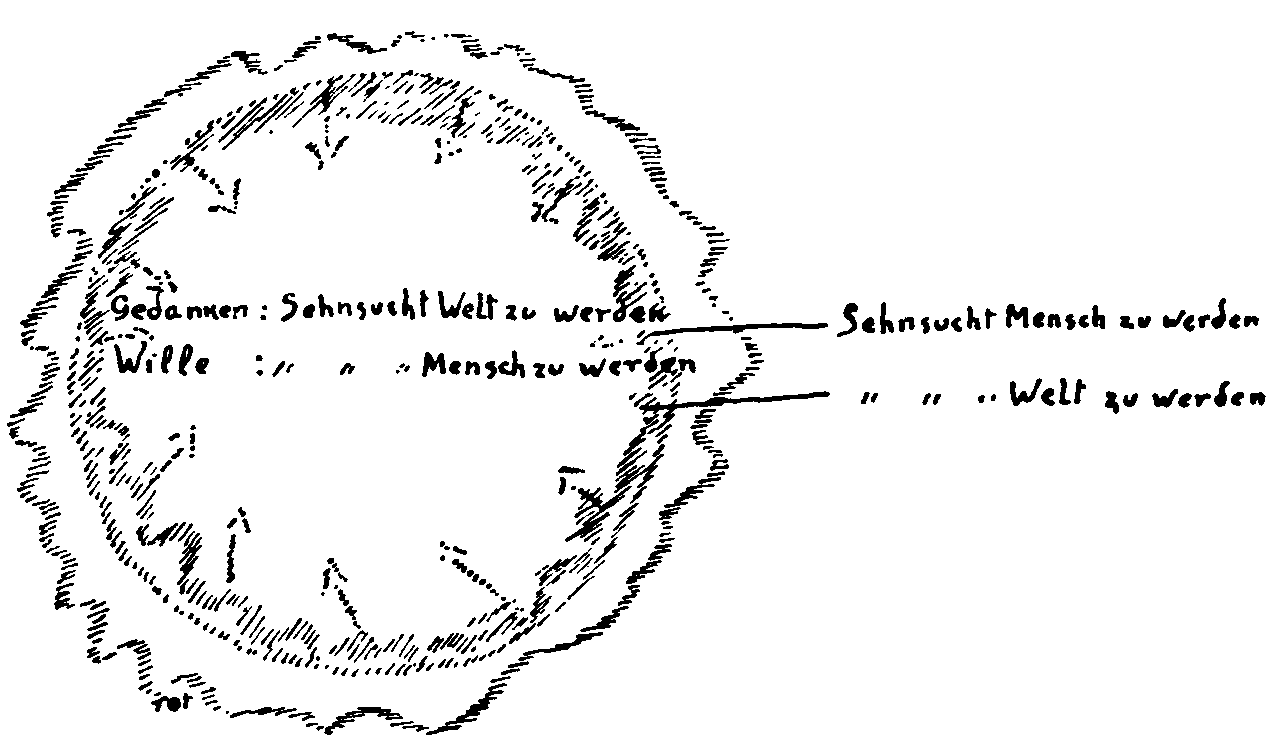 Gedanken : Sehnsucht Welt zu werden
Wille : " " " Mensch zu werden
Sehnsucht Mensch zu werden
" " " Welt zu werden
rot